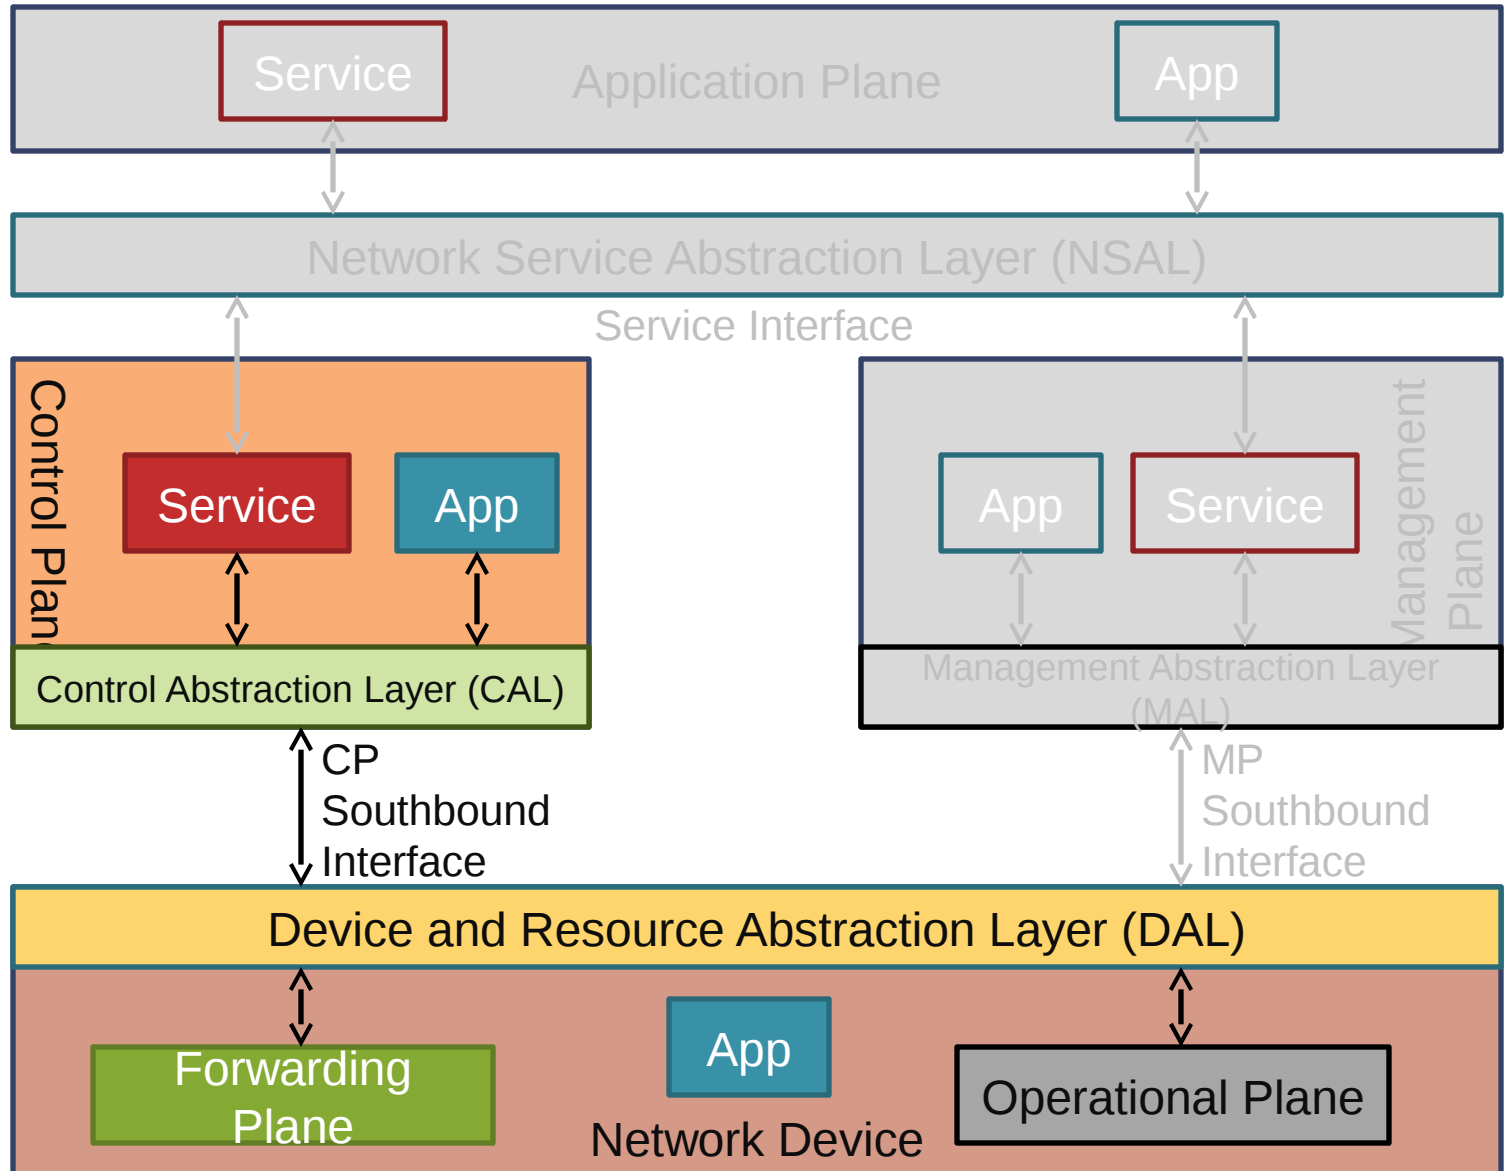 Service
Application Plane
App
Network Service Abstraction Layer (NSAL)
Service Interface
Control Plane
Service
App
App
Service
Management
Plane
Control Abstraction Layer (CAL)
Management Abstraction Layer
(MAL)
CP
Southbound
Interface
MP
Southbound
Interface
Device and Resource Abstraction Layer (DAL)
Forwarding
Plane
App
Operational Plane
Network Device